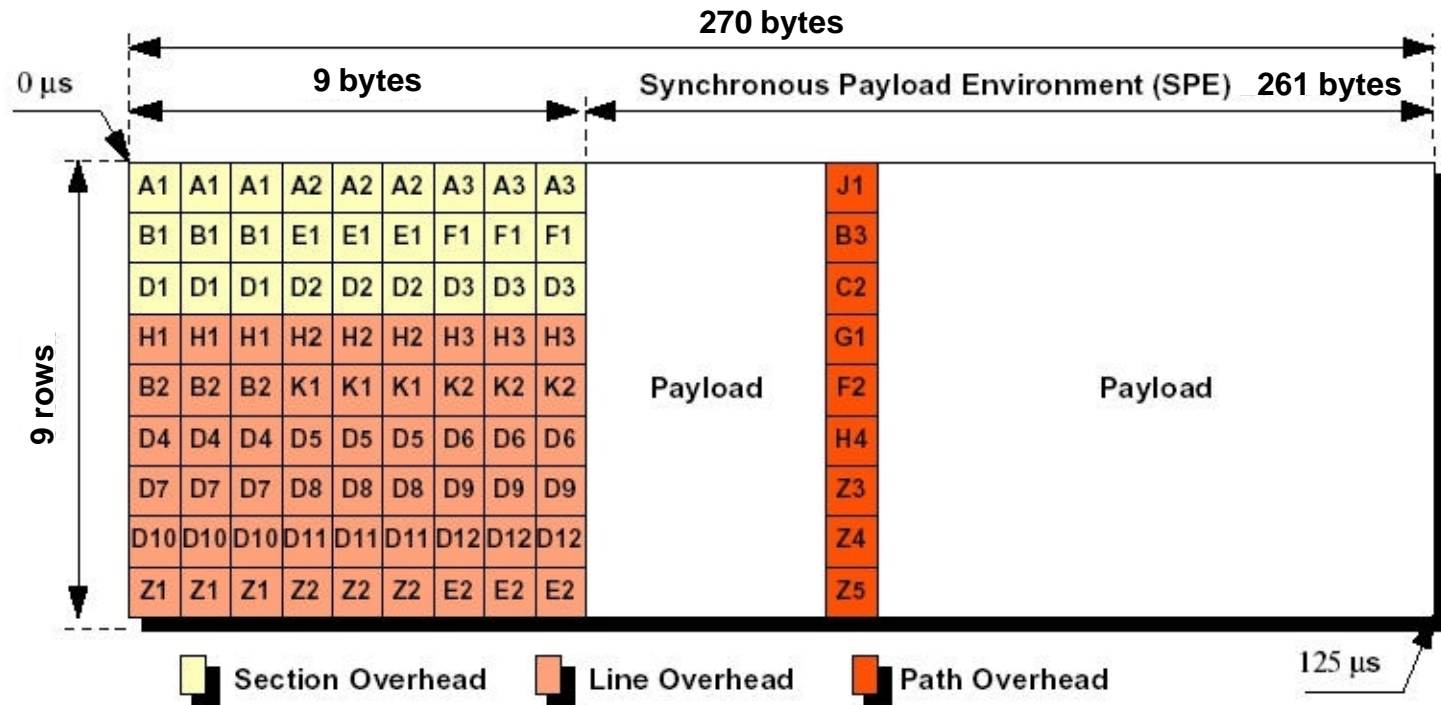 270 bytes
0 µs
9 bytes
Synchronous Payload Environment (SPE) 261 bytes
9 rows
A1 A1 A1 A2 A2 A2 A3 A3 A3 J1
B1 B1 B1 E1 E1 E1 F1 F1 F1 B3
D1 D1 D1 D2 D2 D2 D3 D3 D3 C2
H1 H1 H1 H2 H2 H2 H3 H3 H3 G1
B2 B2 B2 K1 K1 K1 K2 K2 K2 Payload F2 Payload
D4 D4 D4 D5 D5 D5 D6 D6 D6 H4
D7 D7 D7 D8 D8 D8 D9 D9 D9 Z3
D10 D10 D10 D11 D11 D11 D12 D12 D12 Z4
Z1 Z1 Z1 Z2 Z2 Z2 E2 E2 E2 Z5
Section Overhead Line Overhead Path Overhead
125 µs